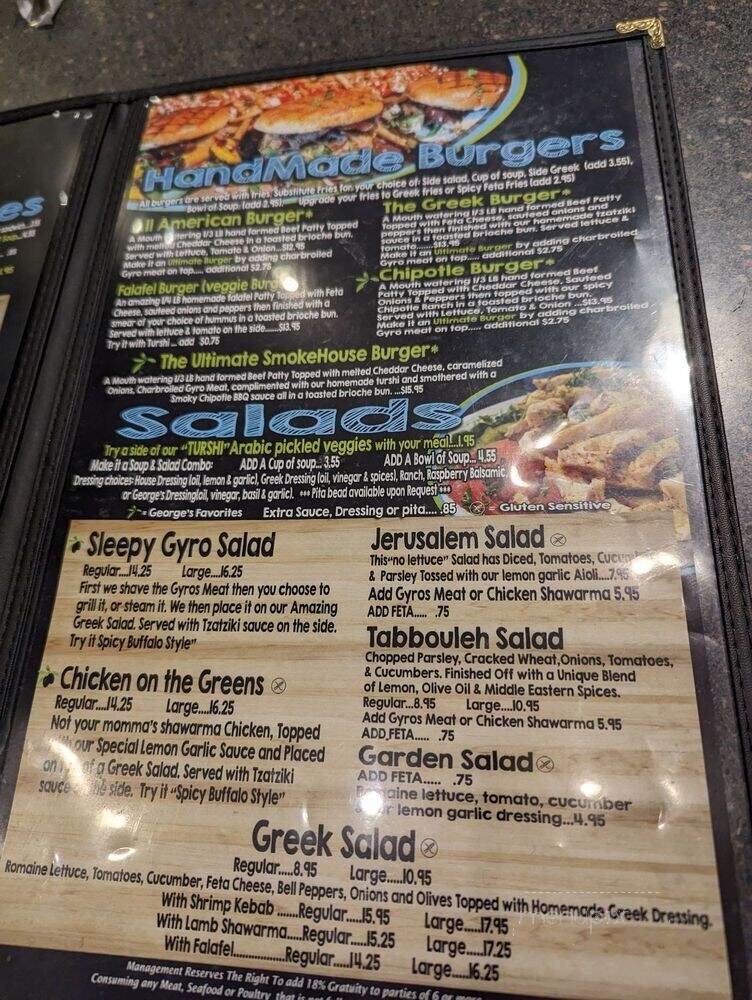 es
HandMade Burgers
All burgers are served with fries. Substitute Fries for your choice of: Side salad, Cup of soup, Side Greek (add 3.55),
Bowl of Soup, (add 2.95). Upgrade your fries to Greek fries or Spicy Feta Fries (add 2.95)
All American Burger*
A Mouth watering 1/3 LB hand formed Beef Patty Topped
with melted Cheddar Cheese in a toasted brioche bun.
Served with Lettuce, Tomato & Onion...$12.95
Make it an Ultimate Burger by adding charbroiled
Gyro meat on top..... additional $2.75
Falafel Burger (veggie Burger)
An amazing 1/4 LB homemade falafel Patty Topped with Feta
Cheese, sauteed onions and peppers then finished with a
smear of your choice of hummus in a toasted brioche bun.
Served with lettuce & tomato on the side......$13.95
Try it with Turshi ... add $0.75
The Greek Burger*
A Mouth watering 1/3 LB hand formed Beef Patty
Topped with Feta Cheese, sauteed onions and
peppers then finished with our homemade tzatziki
sauce in a toasted brioche bun. Served lettuce &
tomato......$13.95
Make it an Ultimate Burger by adding charbroiled
Gyro meat on top..... additional $2.75
Chipotle Burger*
A Mouth watering 1/3 LB hand formed Beef
Patty Topped with Cheddar Cheese, Sauteed
Onions & Peppers then topped with our spicy
Chipotle Ranch in a toasted brioche bun.
Served with Lettuce, Tomato & Onion ...$13.95
Make it an Ultimate Burger by adding charbroiled
Gyro meat on top..... additional $2.75
The Ultimate SmokeHouse Burger*
A Mouth watering 1/3 LB hand formed Beef Patty Topped with melted Cheddar Cheese, caramelized
Onions, Charbroiled Gyro Meat, complimented with our homemade turshi and smothered with a
Smoky Chipotle BBQ sauce all in a toasted brioche bun. ....$15.95
Salads
Try a side of our "TURSHI" Arabic pickled veggies with your meal!...1.95
Make it a Soup & Salad Combo: ADD A Cup of soup... 3.55 ADD A Bowl of Soup... 4.55
Dressing choices: House Dressing (oil, lemon & garlic), Greek Dressing (oil, vinegar & spices), Ranch, Raspberry Balsamic,
or George's Dressing(oil, vinegar, basil & garlic). *** Pita bead available upon Request ***
= George's Favorites Extra Sauce, Dressing or pita.... .85 = Gluten Sensitive
Sleepy Gyro Salad
Regular....14.25 Large....16.25
First we shave the Gyros Meat then you choose to
grill it, or steam it. We then place it on our Amazing
Greek Salad. Served with Tzatziki sauce on the side.
Try it Spicy Buffalo Style"
Chicken on the Greens
Regular....14.25 Large....16.25
Not your momma's shawarma Chicken, Topped
our Special Lemon Garlic Sauce and Placed
on of a Greek Salad. Served with Tzatziki
sauce side. Try it "Spicy Buffalo Style"
Jerusalem Salad
This"no lettuce" Salad has Diced, Tomatoes, Cucumbers
& Parsley Tossed with our lemon garlic Aioli....7.95
Add Gyros Meat or Chicken Shawarma 5.95
ADD FETA..... .75
Tabbouleh Salad
Chopped Parsley, Cracked Wheat,Onions, Tomatoes,
& Cucumbers. Finished Off with a Unique Blend
of Lemon, Olive Oil & Middle Eastern Spices.
Regular...8.95 Large....10.95
Add Gyros Meat or Chicken Shawarma 5.95
ADD FETA..... .75
Garden Salad
ADD FETA..... .75
Romaine lettuce, tomato, cucumber
lemon garlic dressing...4.95
Greek Salad
Regular.....8.95 Large.....10.95
Romaine Lettuce, Tomatoes, Cucumber, Feta Cheese, Bell Peppers, Onions and Olives Topped with Homemade Greek Dressing.
With Shrimp Kebab .......Regular....15.95 Large.....17.95
With Lamb Shawarma....Regular....15.25 Large.....17.25
With Falafel.................Regular....14.25 Large....16.25
Management Reserves The Right To add 18% Gratuity to parties of 6 or more
Consuming any Meat, Seafood or Poultry that is not